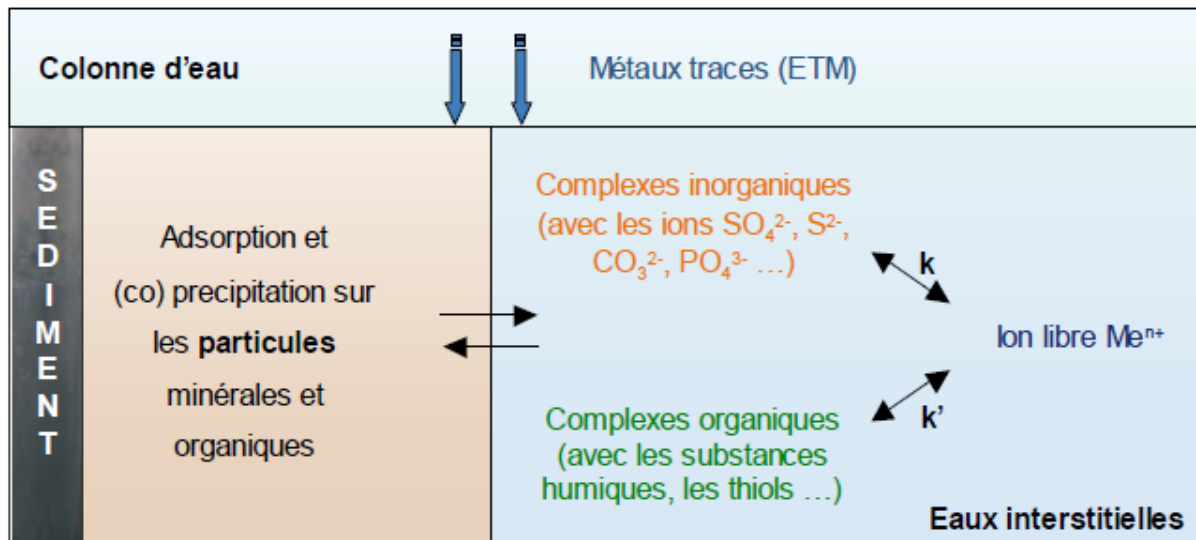 Colonne d'eau
Métaux traces (ETM)
SEDIMENT
Adsorption et
(co) precipitation sur
les particules
minérales et
organiques
Complexes inorganiques
(avec les ions SO₄²⁻, S²⁻,
CO₃²⁻, PO₄³⁻ …)
k
Ion libre Meⁿ⁺
k'
Complexes organiques
(avec les substances
humiques, les thiols …)
Eaux interstitielles